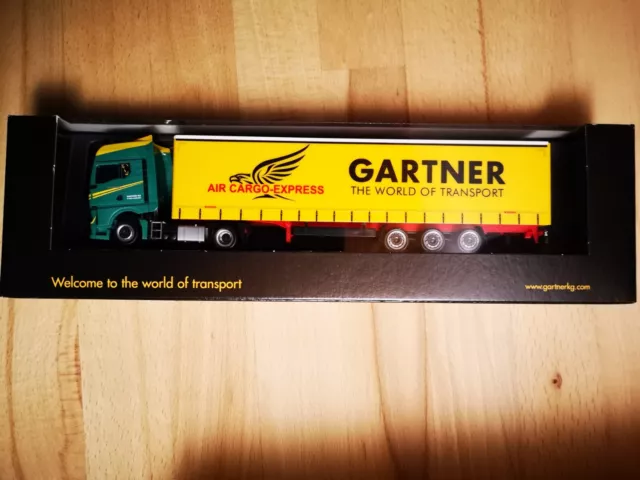 AIR CARGO-EXPRESS
GARTNER
THE WORLD OF TRANSPORT
Welcome to the world of transport
www.gartnerkg.com